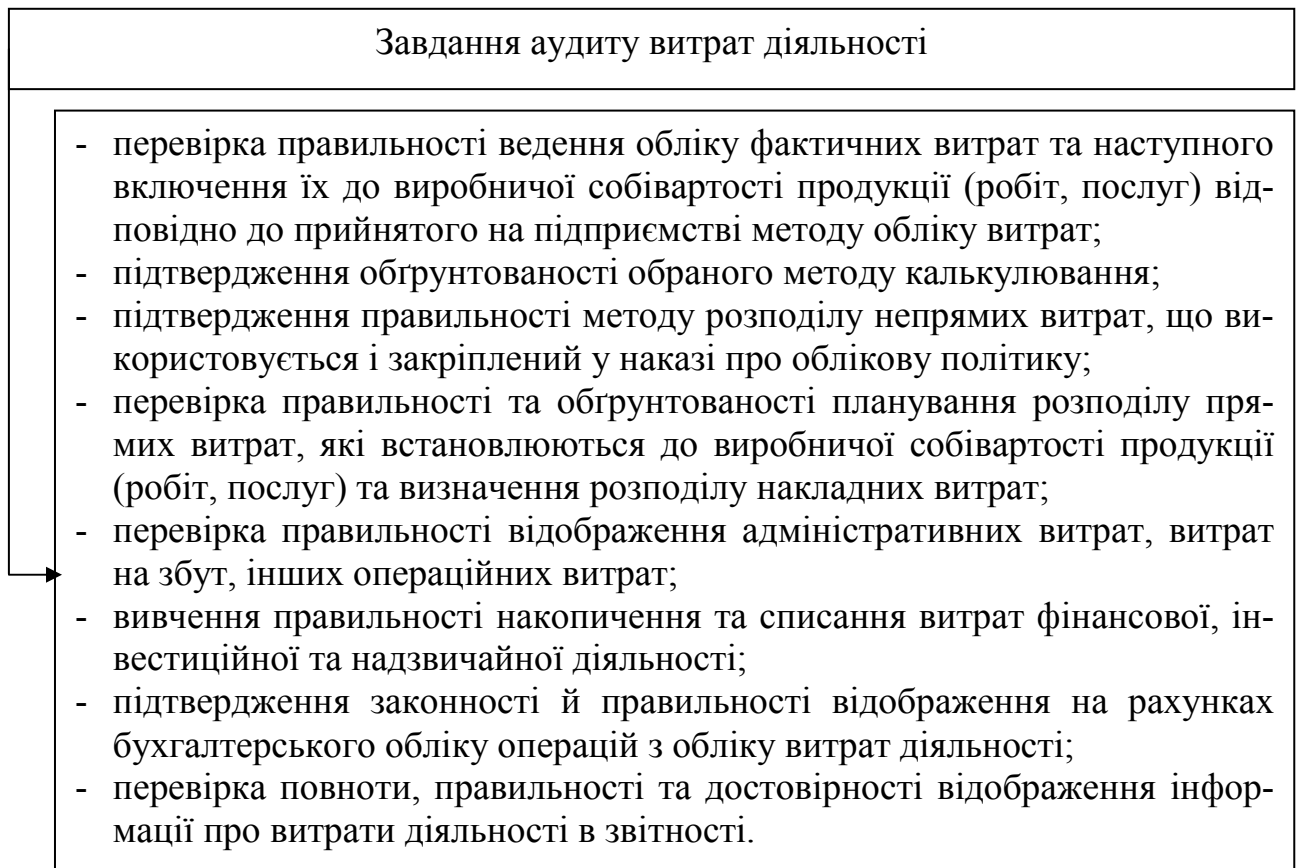 Завдання аудиту витрат діяльності
- перевірка правильності ведення обліку фактичних витрат та наступного
включення їх до виробничої собівартості продукції (робіт, послуг) від-
повідно до прийнятого на підприємстві методу обліку витрат;
- підтвердження обґрунтованості обраного методу калькулювання;
- підтвердження правильності методу розподілу непрямих витрат, що ви-
користовується і закріплений у наказі про облікову політику;
- перевірка правильності та обґрунтованості планування розподілу пря-
мих витрат, які встановлюються до виробничої собівартості продукції
(робіт, послуг) та визначення розподілу накладних витрат;
- перевірка правильності відображення адміністративних витрат, витрат
на збут, інших операційних витрат;
- вивчення правильності накопичення та списання витрат фінансової, ін-
вестиційної та надзвичайної діяльності;
- підтвердження законності й правильності відображення на рахунках
бухгалтерського обліку операцій з обліку витрат діяльності;
- перевірка повноти, правильності та достовірності відображення інфор-
мації про витрати діяльності в звітності.